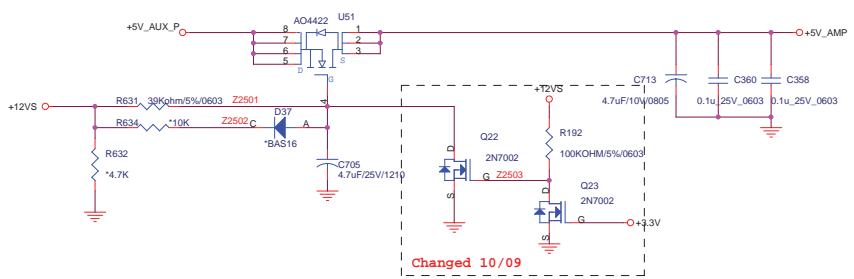 AO4422 U51
+5V_AUX_P
8 1
7 2
6 3
5
D S
G
4
+5V_AMP
C713
4.7uF/10V/0805
C360
0.1u_25V_0603
C358
0.1u_25V_0603
+12VS
R631 39Kohm/5%/0603 Z2501
R634 *10K Z2502 C D37 A
*BAS16
R632
*4.7K
C705
4.7uF/25V/1210
+12VS
Q22
2N7002
D
G Z2503
S
R192
100KOHM/5%/0603
Q23
2N7002
D
G
S
+3.3V
Changed 10/09